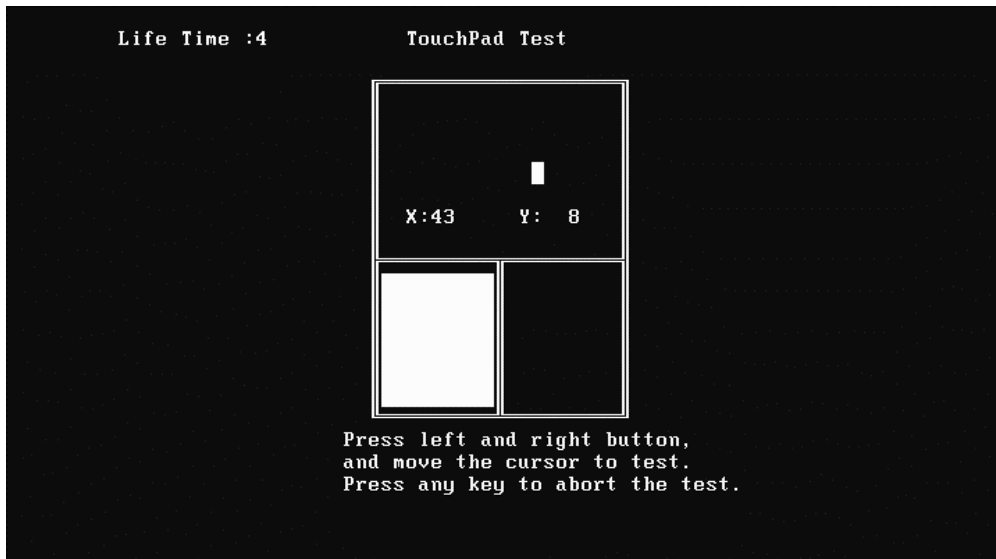 Life Time :4 TouchPad Test
X:43 Y: 8
Press left and right button,
and move the cursor to test.
Press any key to abort the test.